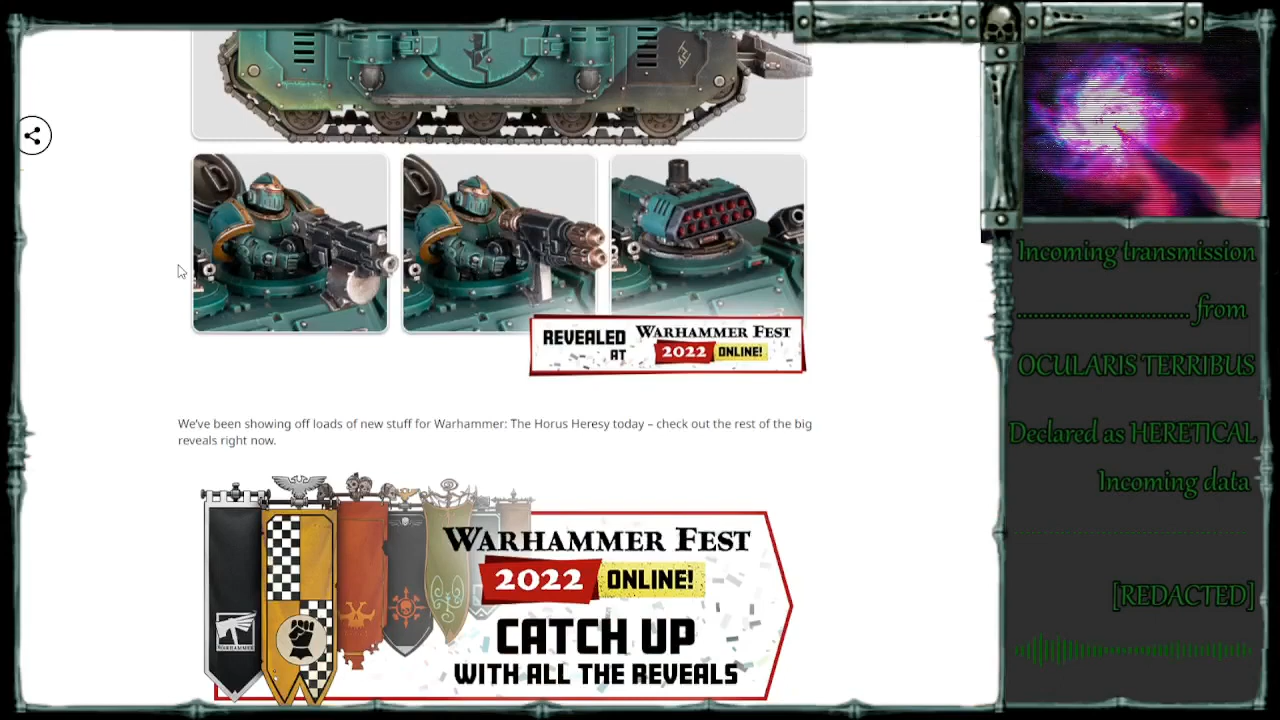 REVEALED
AT
WARHAMMER FEST
2022 ONLINE!
We've been showing off loads of new stuff for Warhammer: The Horus Heresy today – check out the rest of the big
reveals right now.
WARHAMMER
WARHAMMER FEST
2022 ONLINE!
CATCH UP
WITH ALL THE REVEALS
Incoming transmission
.................................. from
OCULARIS TERRIBUS
Declared as HERETICAL
Incoming data
[REDACTED]